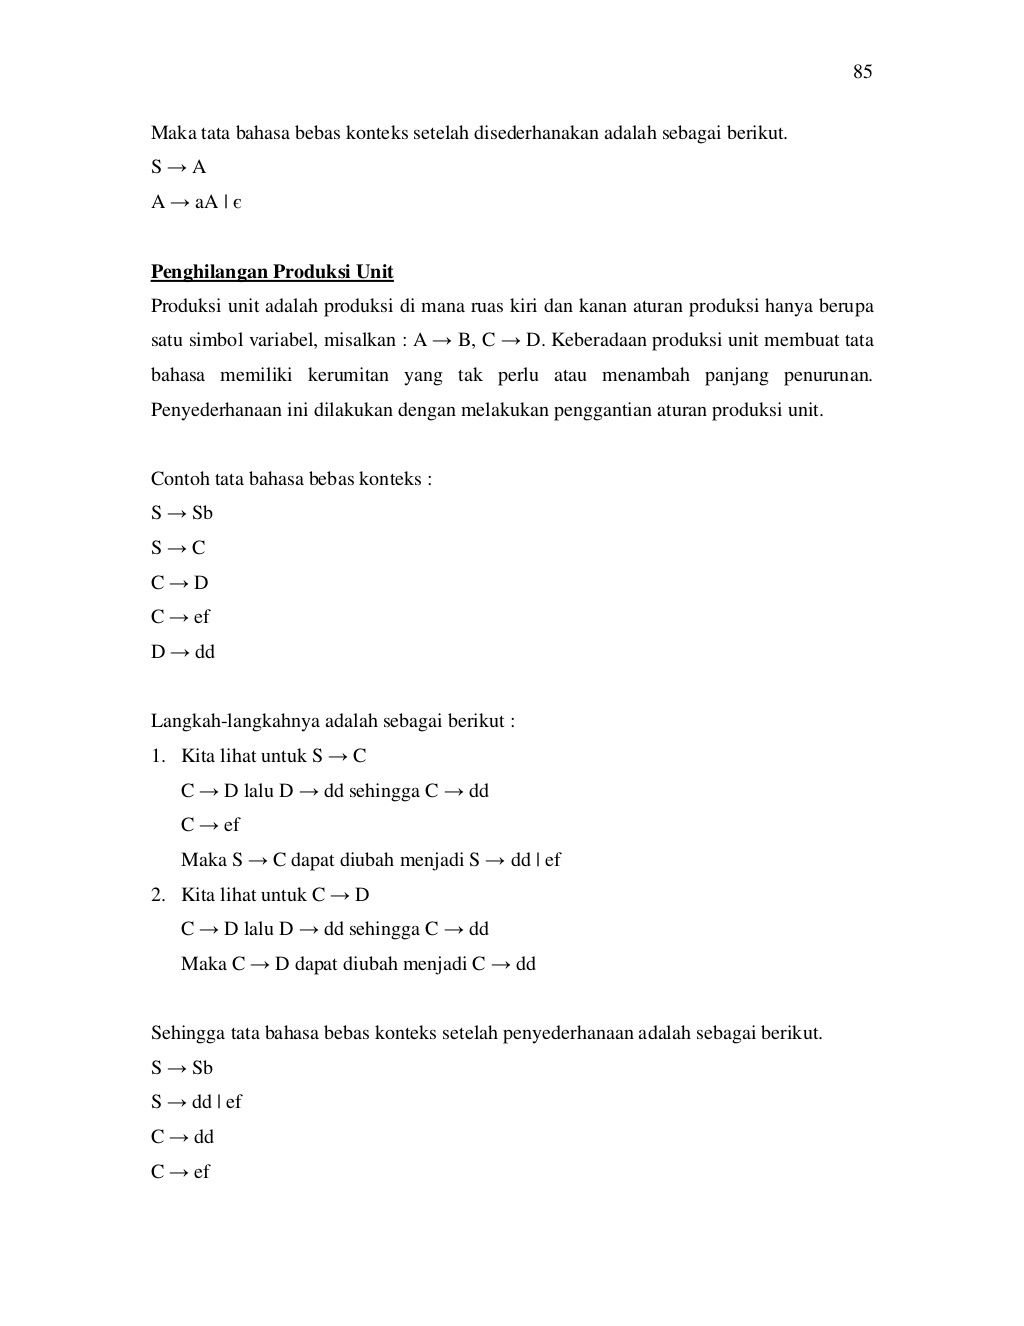 85
Maka tata bahasa bebas konteks setelah disederhanakan adalah sebagai berikut.
S → A
A → aA | є
Penghilangan Produksi Unit
Produksi unit adalah produksi di mana ruas kiri dan kanan aturan produksi hanya berupa
satu simbol variabel, misalkan : A → B, C → D. Keberadaan produksi unit membuat tata
bahasa memiliki kerumitan yang tak perlu atau menambah panjang penurunan.
Penyederhanaan ini dilakukan dengan melakukan penggantian aturan produksi unit.
Contoh tata bahasa bebas konteks :
S → Sb
S → C
C → D
C → ef
D → dd
Langkah-langkahnya adalah sebagai berikut :
1. Kita lihat untuk S → C
C → D lalu D → dd sehingga C → dd
C → ef
Maka S → C dapat diubah menjadi S → dd | ef
2. Kita lihat untuk C → D
C → D lalu D → dd sehingga C → dd
Maka C → D dapat diubah menjadi C → dd
Sehingga tata bahasa bebas konteks setelah penyederhanaan adalah sebagai berikut.
S → Sb
S → dd | ef
C → dd
C → ef